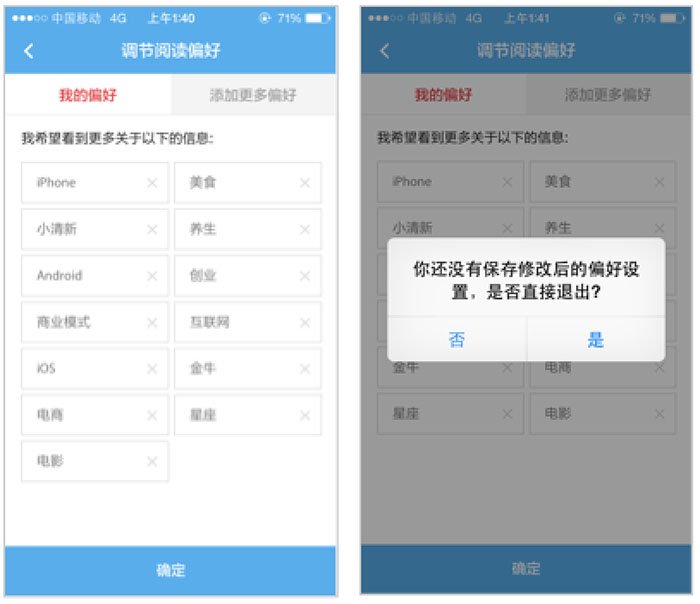 中国移动 4G 上午1:40 71%
调节阅读偏好
我的偏好 添加更多偏好
我希望看到更多关于以下的信息:
iPhone 美食
小清新 养生
Android 创业
商业模式 互联网
iOS 金牛
电商 星座
电影
确定
中国移动 4G 上午1:41 71%
调节阅读偏好
我的偏好 添加更多偏好
我希望看到更多关于以下的信息:
iPhone 美食
小清新 养生
你还没有保存修改后的偏好设
置，是否直接退出?
否 是
金牛 电商
星座 电影
确定